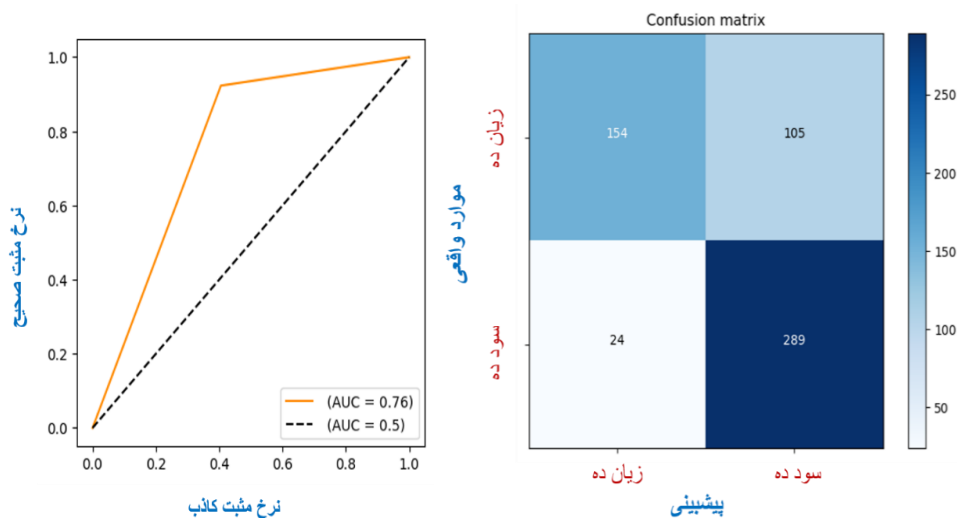 1.0
0.8
0.6
0.4
0.2
0.0
0.0 0.2 0.4 0.6 0.8 1.0
(AUC = 0.76)
(AUC = 0.5)
نرخ مثبت صحیح
نرخ مثبت کاذب
Confusion matrix
موارد واقعی
زیان ده
سود ده
154 105
24 289
زیان ده سود ده
پیشبینی
250
200
150
100
50